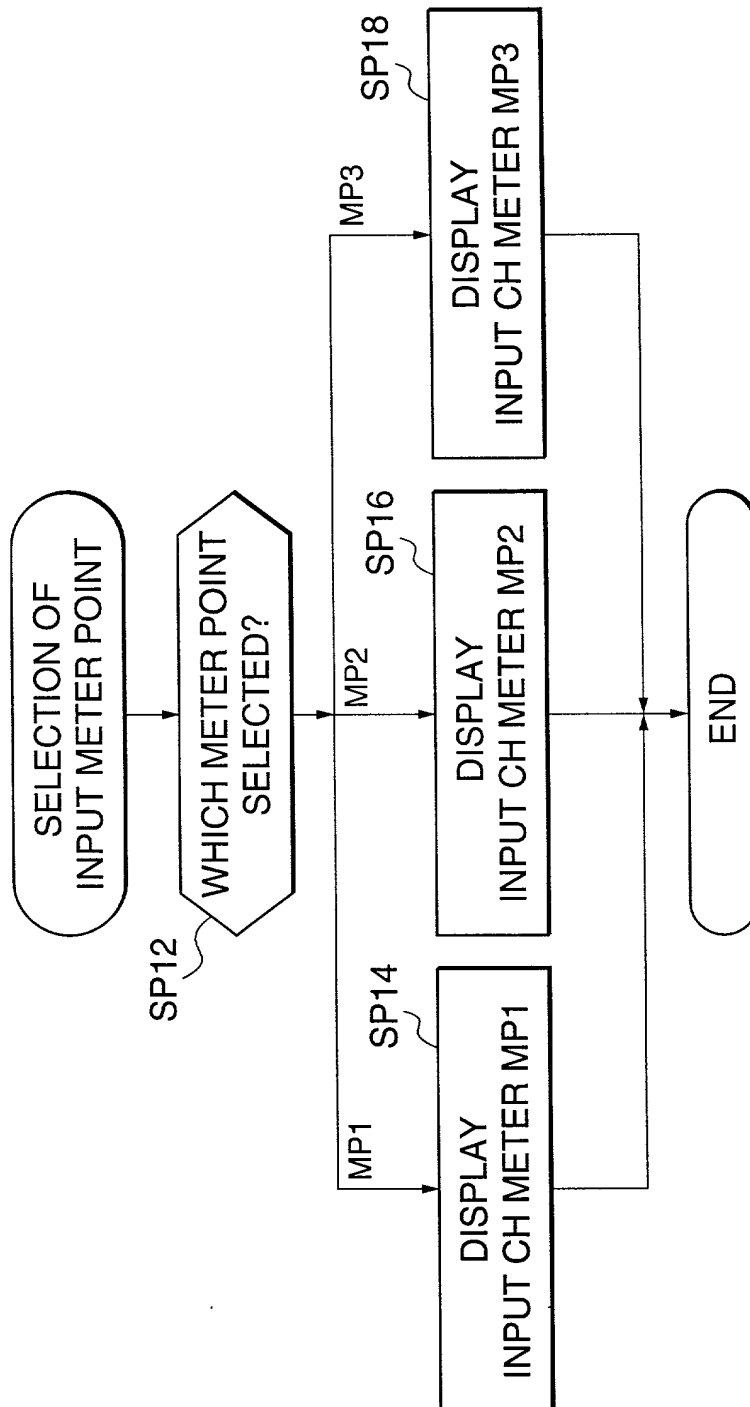 SELECTION OF
INPUT METER POINT
SP12
WHICH METER POINT
SELECTED?
MP1
MP2
MP3
SP14
DISPLAY
INPUT CH METER MP1
SP16
DISPLAY
INPUT CH METER MP2
SP18
DISPLAY
INPUT CH METER MP3
END